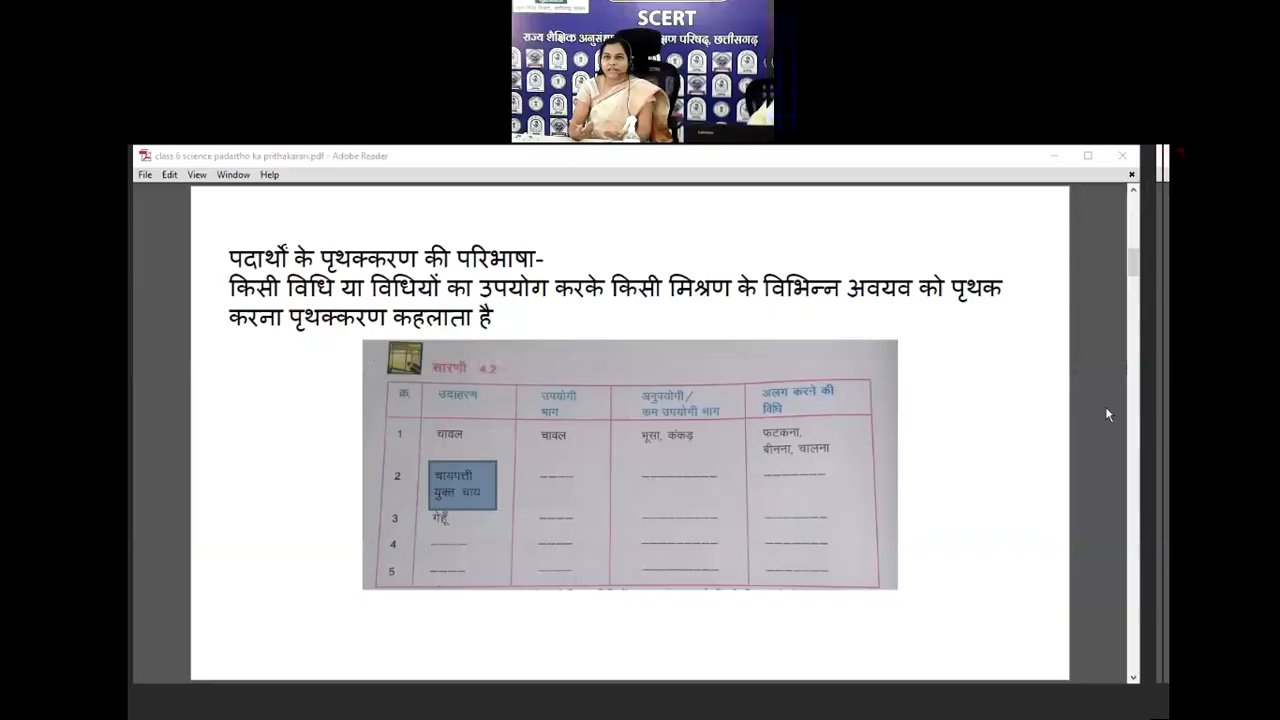 SCERT
राज्य शैक्षिक अनुसंधा
क्षण परिषद्, छत्तीसगढ़
class 6 science padartho ka prithakaran.pdf - Adobe Reader
File Edit View Window Help
पदार्थों के पृथक्करण की परिभाषा-
किसी विधि या विधियों का उपयोग करके किसी मिश्रण के विभिन्न अवयव को पृथक
करना पृथक्करण कहलाता है
सारणी 4.2
क्र. उदाहरण उपयोगी भाग अनुपयोगी/ कम उपयोगी भाग अलग करने की विधि
1 चावल चावल भूसा, कंकड़ फटकना, बीनना, चालना
2 चायपत्ती युक्त चाय
3 गेहूँ
4
5